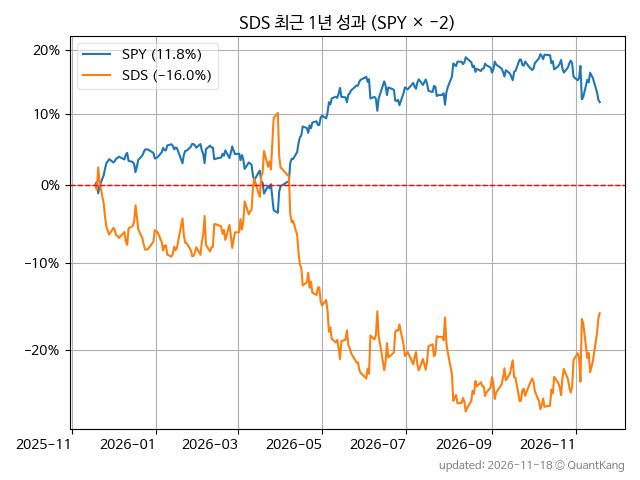 SDS 최근 1년 성과 (SPY × −2)
SPY (11.8%)
SDS (−16.0%)
20%
10%
0%
−10%
−20%
2025−11 2026−01 2026−03 2026−05 2026−07 2026−09 2026−11
updated: 2026−11−18 © QuantKang